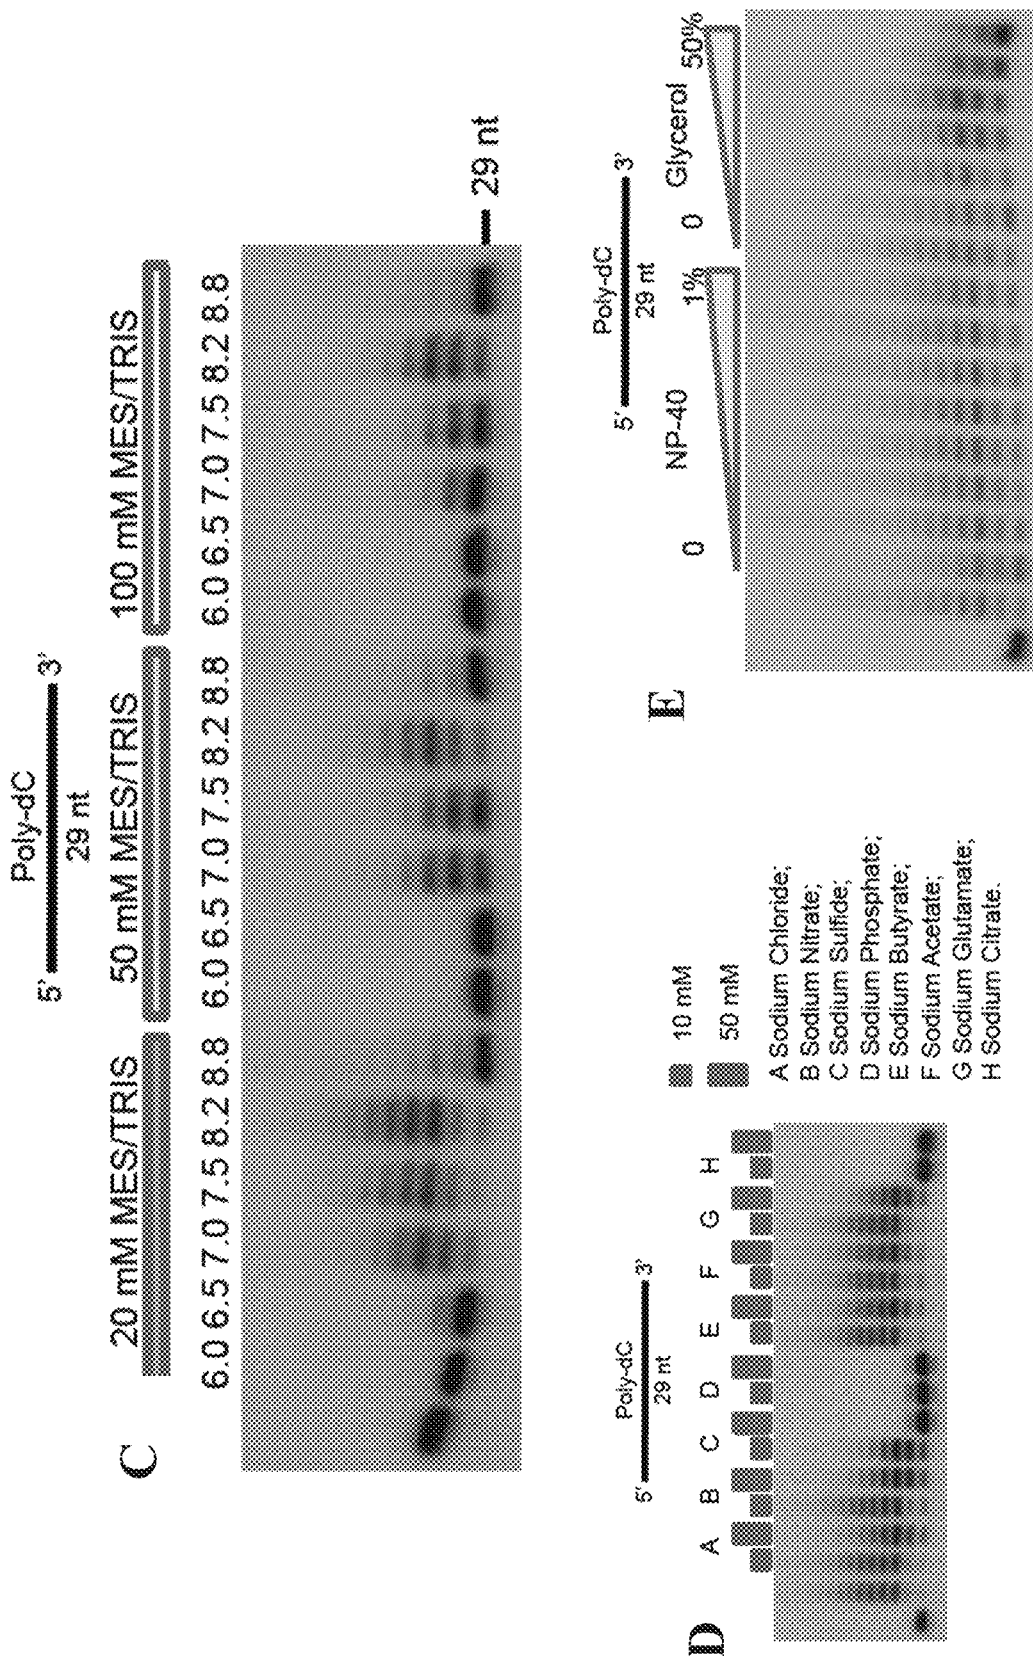 C
Poly-dC
5' 3'
29 nt
20 mM MES/TRIS 50 mM MES/TRIS 100 mM MES/TRIS
6.0 6.5 7.0 7.5 8.2 8.8 6.0 6.5 7.0 7.5 8.2 8.8 6.0 6.5 7.0 7.5 8.2 8.8
29 nt
D
Poly-dC
5' 3'
29 nt
A B C D E F G H
10 mM
50 mM
A Sodium Chloride;
B Sodium Nitrate;
C Sodium Sulfide;
D Sodium Phosphate;
E Sodium Butyrate;
F Sodium Acetate;
G Sodium Glutamate;
H Sodium Citrate.
E
Poly-dC
5' 3'
29 nt
NP-40 Glycerol
0 1% 0 50%